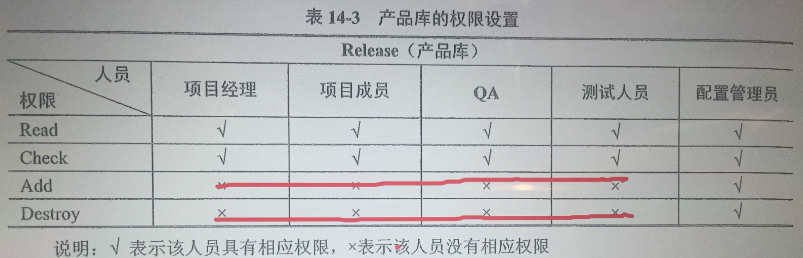 表 14-3 产品库的权限设置
Release（产品库）
人员
权限
项目经理 项目成员 QA 测试人员 配置管理员
Read √ √ √ √ √
Check √ √ √ √ √
Add × × × × √
Destroy × × × × √
说明：√ 表示该人员具有相应权限，×表示该人员没有相应权限